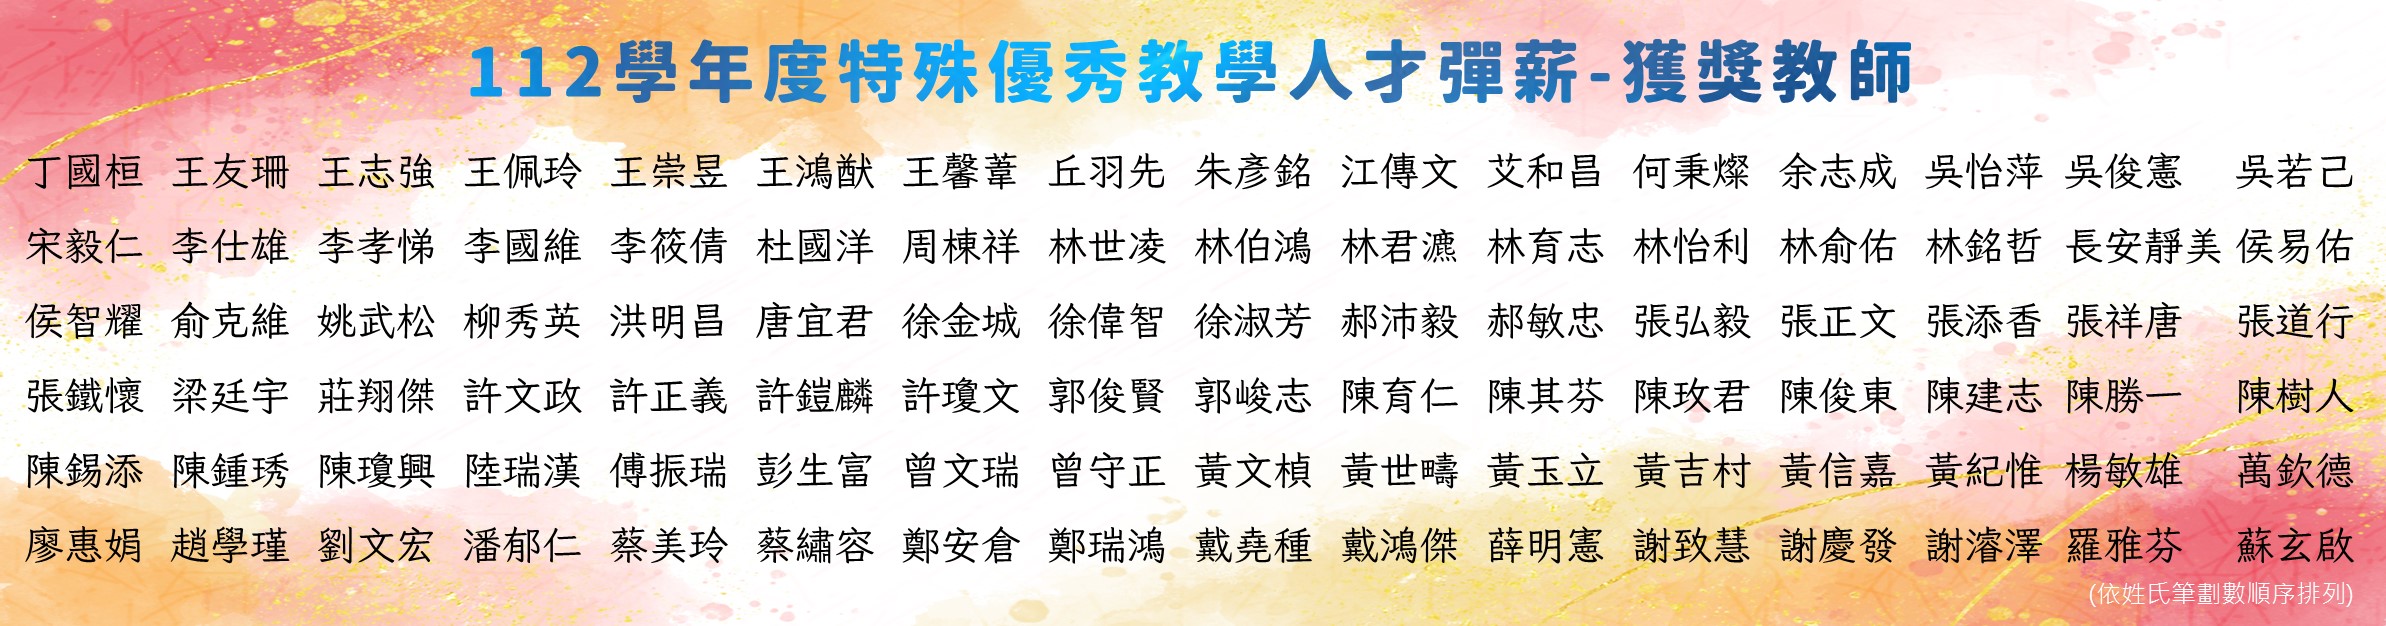 112學年度特殊優秀教學人才彈薪-獲獎教師
丁國桓 王友珊 王志強 王佩玲 王崇昱 王鴻猷 王馨葦 丘羽先 朱彥銘 江傳文 艾和昌 何秉燦 余志成 吳怡萍 吳俊憲 吳若己
宋毅仁 李仕雄 李孝悌 李國維 李筱倩 杜國洋 周棟祥 林世凌 林伯鴻 林君瀌 林育志 林怡利 林俞佑 林銘哲 長安靜美 侯易佑
侯智耀 俞克維 姚武松 柳秀英 洪明昌 唐宜君 徐金城 徐偉智 徐淑芳 郝沛毅 郝敏忠 張弘毅 張正文 張添香 張祥唐 張道行
張鐵懷 梁廷宇 莊翔傑 許文政 許正義 許鎧麟 許瓊文 郭俊賢 郭峻志 陳育仁 陳其芬 陳玫君 陳俊東 陳建志 陳勝一 陳樹人
陳錫添 陳鍾琇 陳瓊興 陸瑞漢 傅振瑞 彭生富 曾文瑞 曾守正 黃文楨 黃世疇 黃玉立 黃吉村 黃信嘉 黃紀惟 楊敏雄 萬欽德
廖惠娟 趙學瑾 劉文宏 潘郁仁 蔡美玲 蔡繡容 鄭安倉 鄭瑞鴻 戴堯種 戴鴻傑 薛明憲 謝致慧 謝慶發 謝濬澤 羅雅芬 蘇玄啟
(依姓氏筆劃數順序排列)